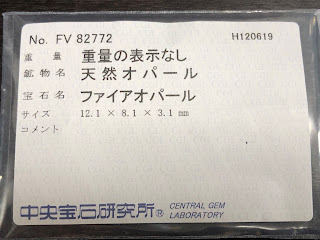 No. FV 82772 H120619
重量 重量の表示なし
鉱物名 天然オパール
宝石名 ファイアオパール
サイズ 12.1 × 8.1 × 3.1 mm
コメント
中央宝石研究所® CENTRAL GEM
LABORATORY